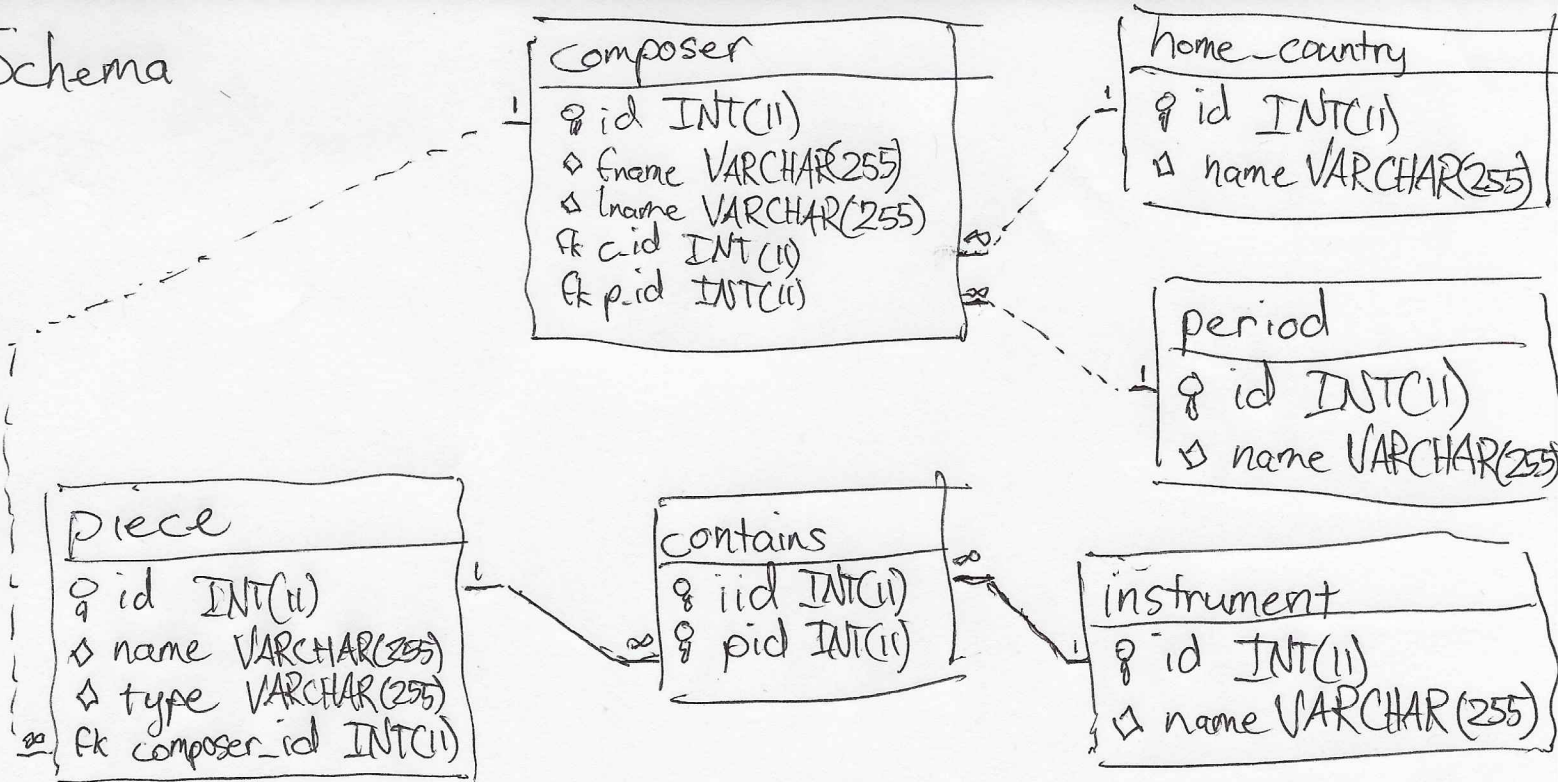 Schema
composer
id INT(11)
fname VARCHAR(255)
lname VARCHAR(255)
fk c_id INT(11)
fk p_id INT(11)
1
∞
∞
home_country
id INT(11)
name VARCHAR(255)
1
period
id INT(11)
name VARCHAR(255)
1
piece
id INT(11)
name VARCHAR(255)
type VARCHAR(255)
fk composer_id INT(11)
∞
1
contains
iid INT(11)
pid INT(11)
∞
∞
instrument
id INT(11)
name VARCHAR(255)
1